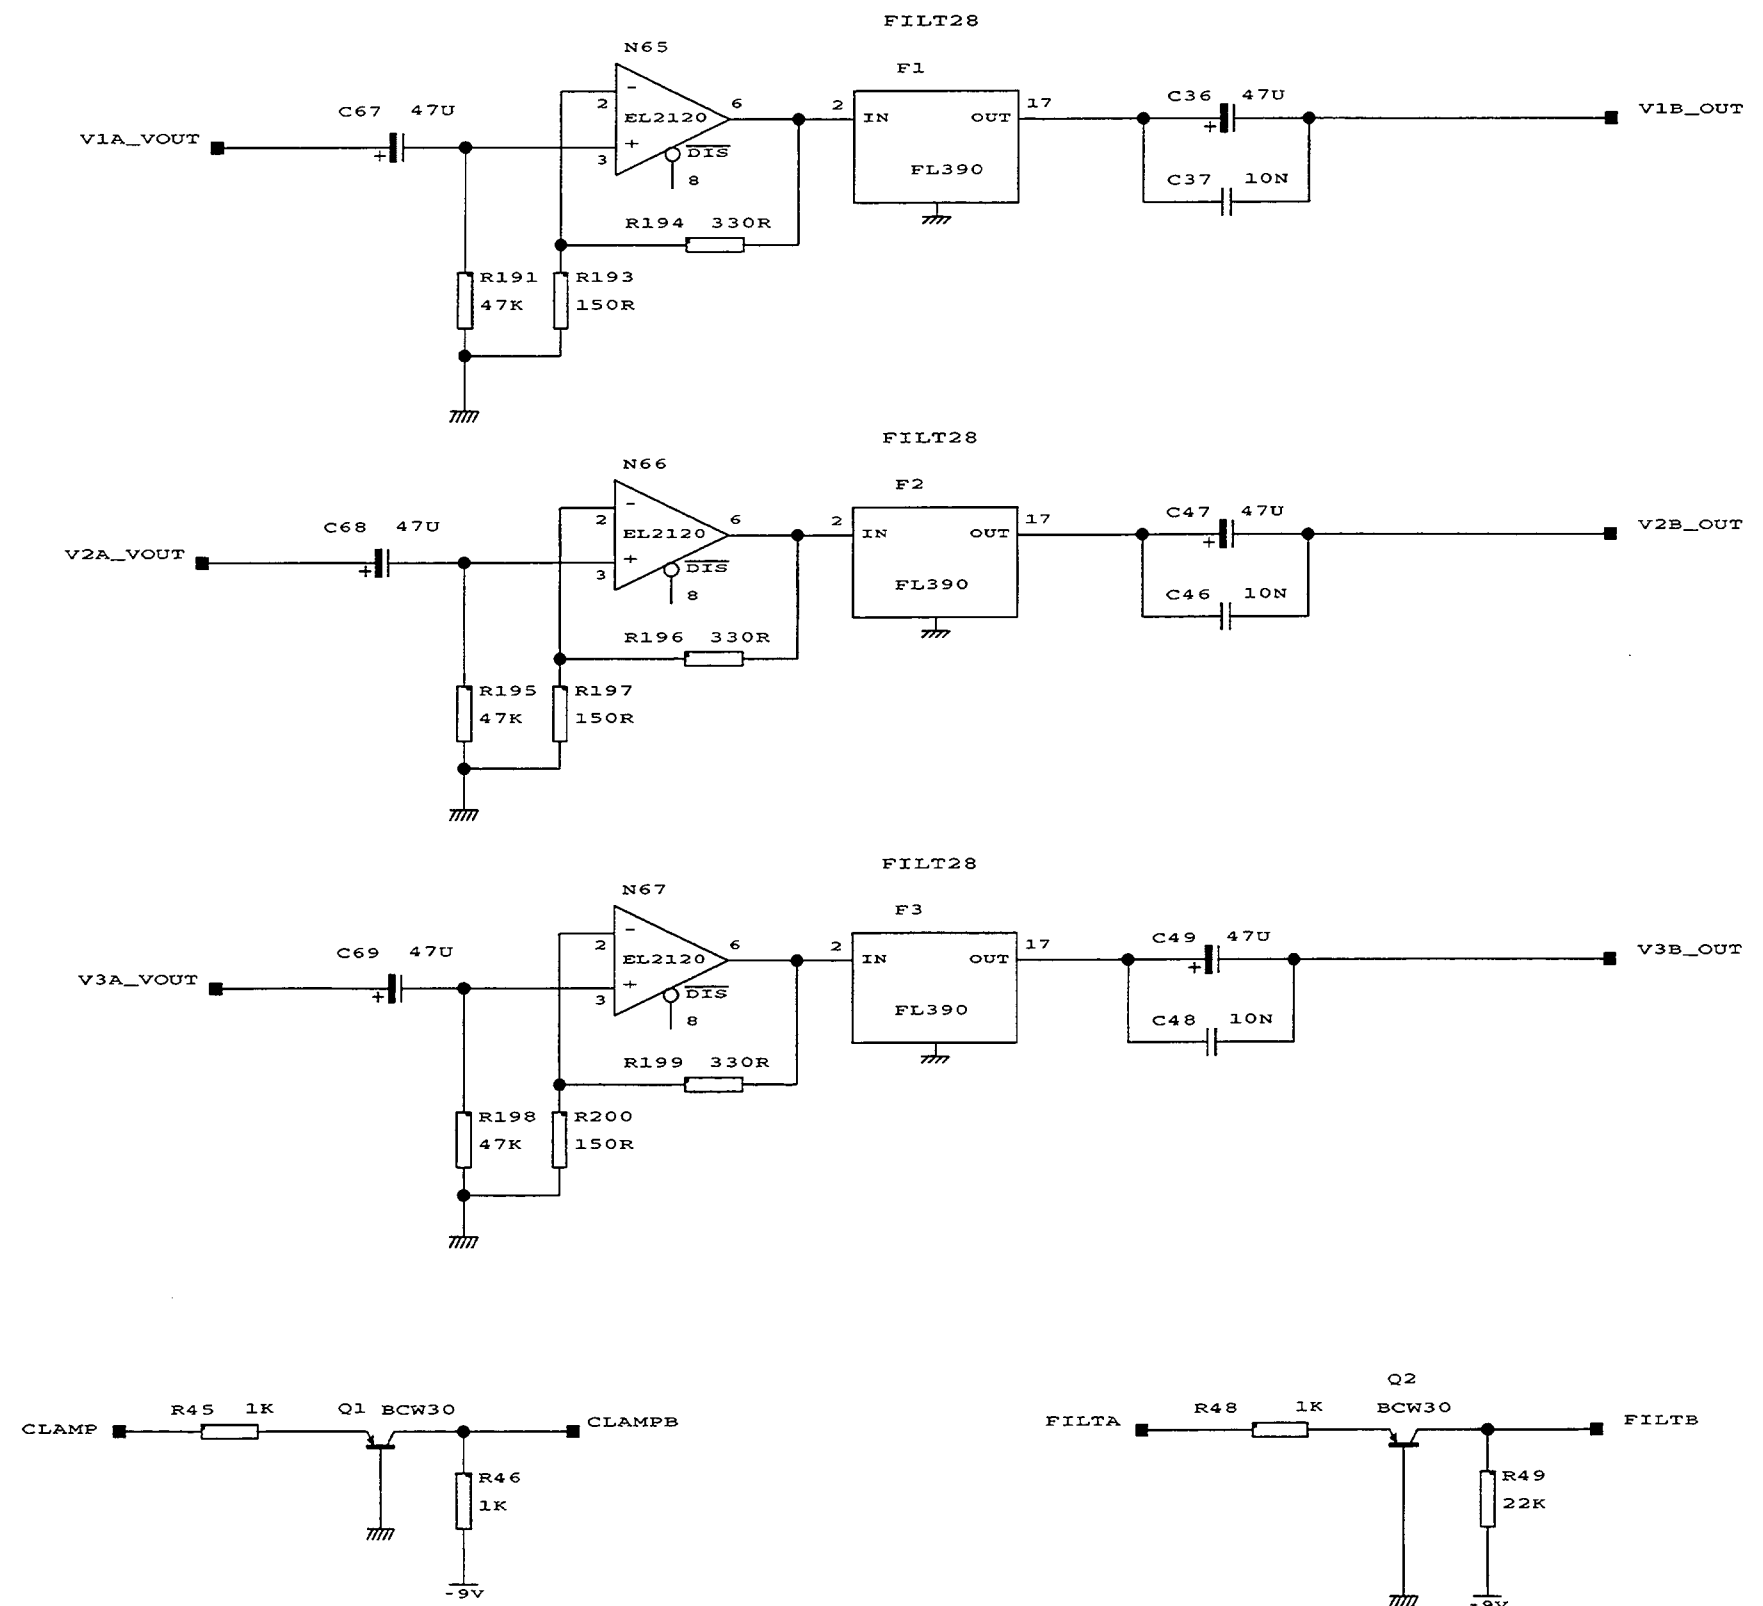 FILT28
N65
F1
C67 47U
2
-
EL2120
6
2
IN
OUT
17
C36 47U
+
V1B_OUT
V1A_VOUT
+
3
+
DIS
8
FL390
C37 10N
R194 330R
R191
47K
R193
150R
FILT28
N66
F2
C68 47U
2
-
EL2120
6
2
IN
OUT
17
C47 47U
+
V2B_OUT
V2A_VOUT
+
3
+
DIS
8
FL390
C46 10N
R196 330R
R195
47K
R197
150R
FILT28
N67
F3
C69 47U
2
-
EL2120
6
2
IN
OUT
17
C49 47U
+
V3B_OUT
V3A_VOUT
+
3
+
DIS
8
FL390
C48 10N
R199 330R
R198
47K
R200
150R
CLAMP
R45 1K
Q1 BCW30
CLAMPB
R46
1K
-9V
Q2
BCW30
FILTA
R48 1K
FILTB
R49
22K
-9V